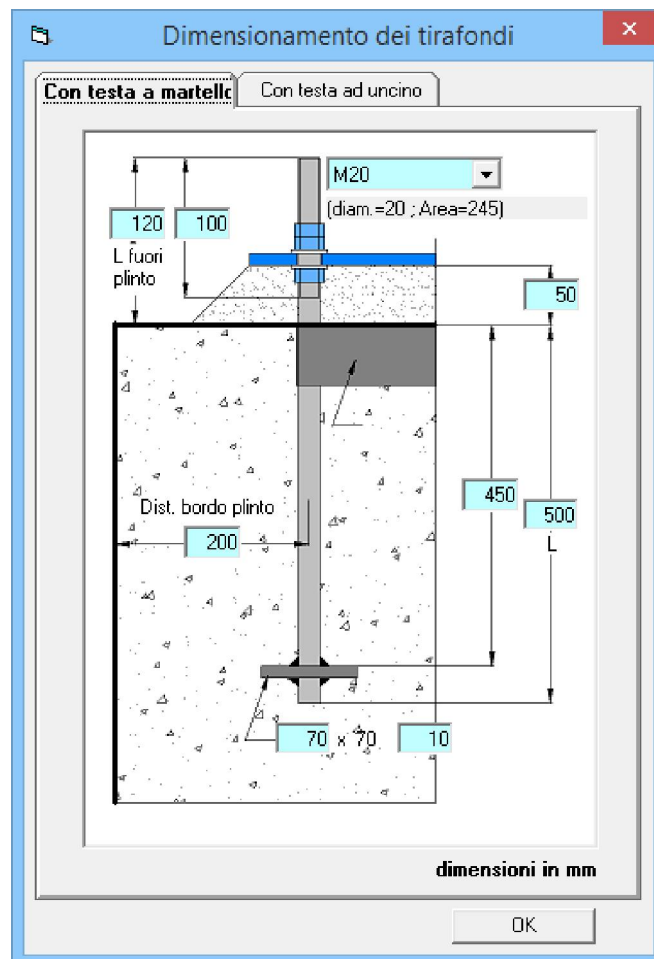 Dimensionamento dei tirafondi
Con testa a martello Con testa ad uncino
M20
(diam.=20 ; Area=245)
120 100
L fuori
plinto
50
Dist. bordo plinto
200
450
500
L
70 x 70 10
dimensioni in mm
OK